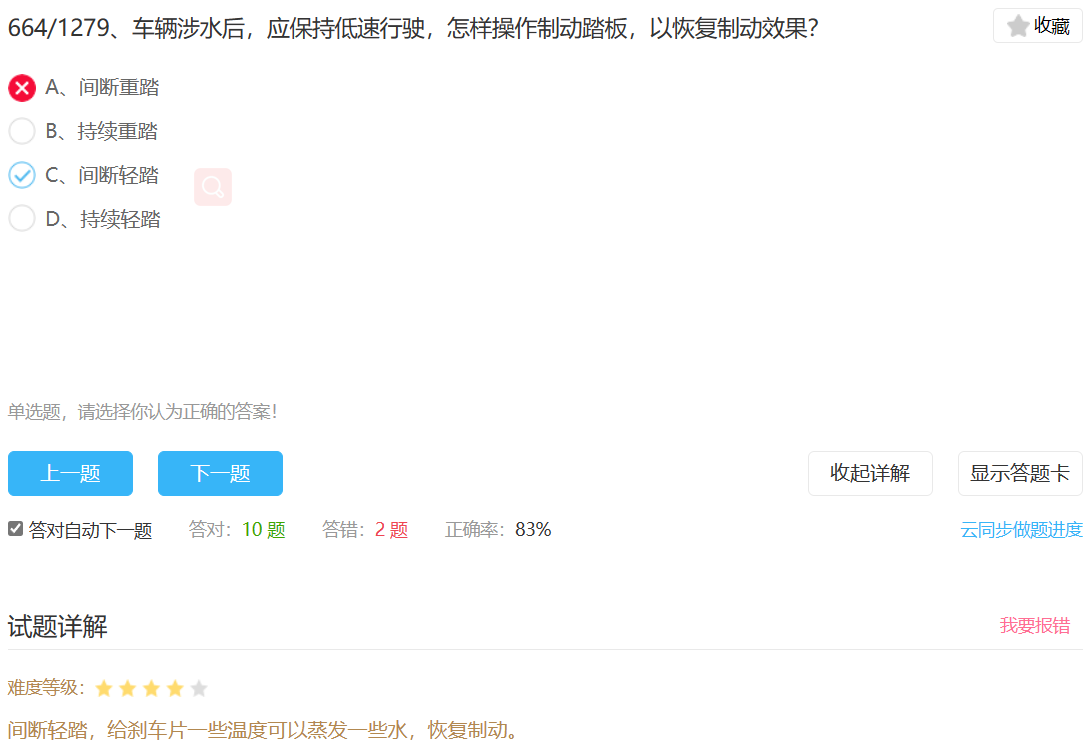 664/1279、车辆涉水后，应保持低速行驶，怎样操作制动踏板，以恢复制动效果？ 收藏
A、间断重踏
B、持续重踏
C、间断轻踏
D、持续轻踏
单选题，请选择你认为正确的答案！
上一题 下一题 收起详解 显示答题卡
答对自动下一题 答对：10 题 答错：2 题 正确率：83% 云同步做题进度
试题详解 我要报错
难度等级：
间断轻踏，给刹车片一些温度可以蒸发一些水，恢复制动。